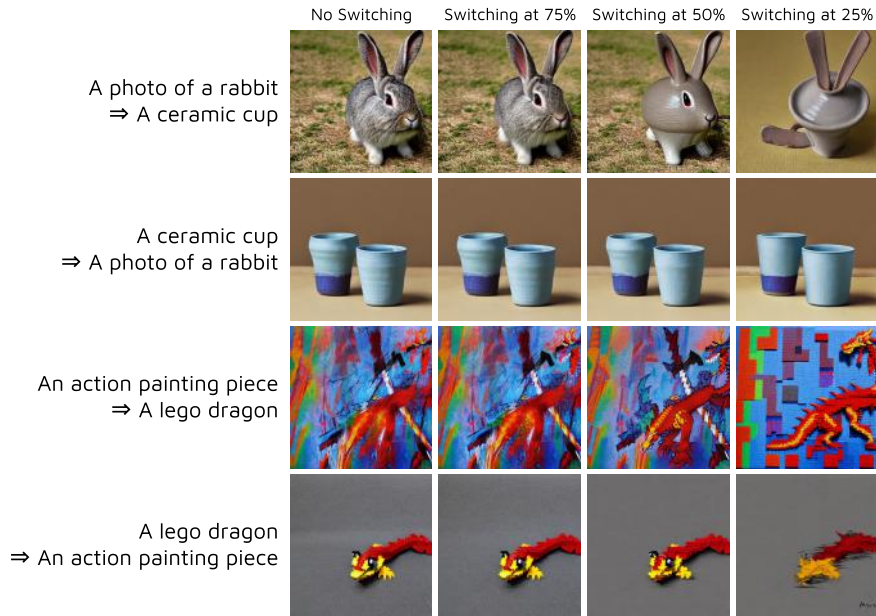 No Switching
Switching at 75%
Switching at 50%
Switching at 25%
A photo of a rabbit
⇒ A ceramic cup
A ceramic cup
⇒ A photo of a rabbit
An action painting piece
⇒ A lego dragon
A lego dragon
⇒ An action painting piece